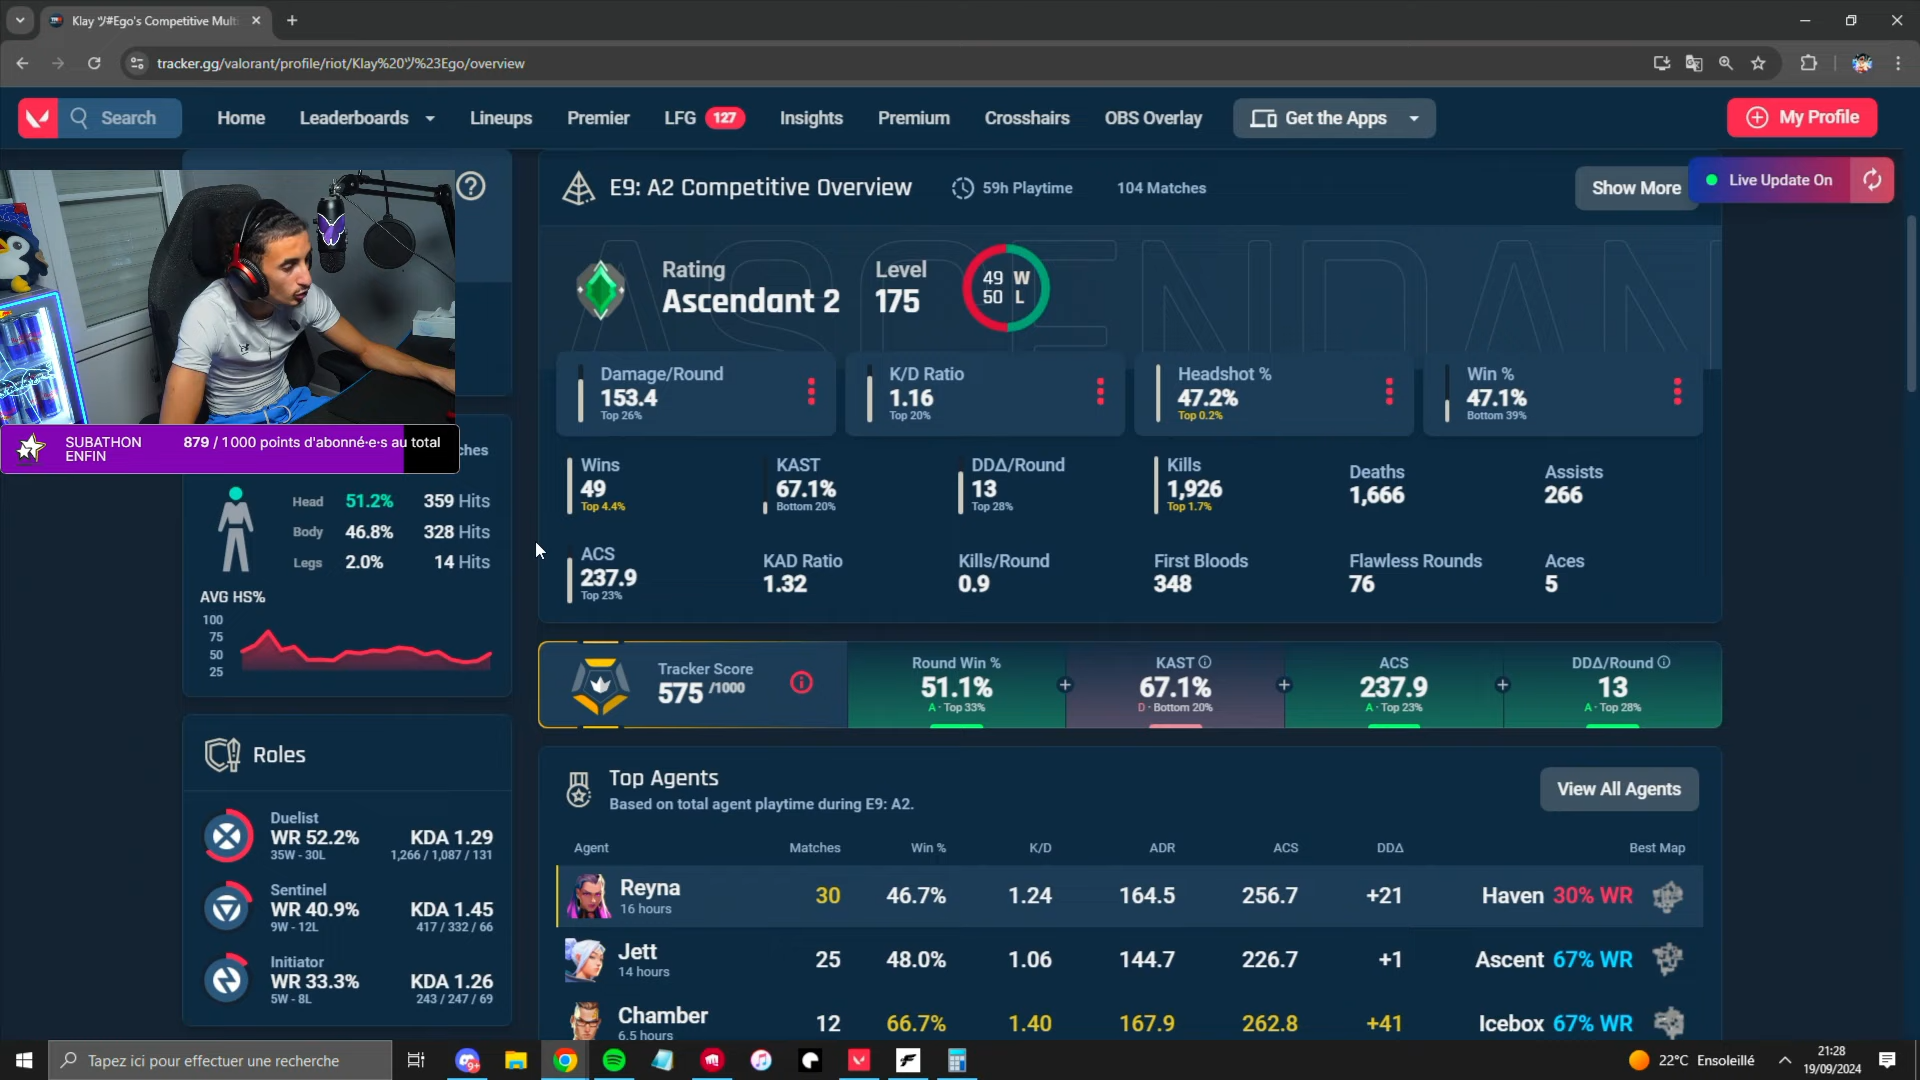 Klay ツ#Ego's Competitive Mult
tracker.gg/valorant/profile/riot/Klay%20ツ%23Ego/overview
Search
Home
Leaderboards
Lineups
Premier
LFG 127
Insights
Premium
Crosshairs
OBS Overlay
Get the Apps
My Profile
E9: A2 Competitive Overview
59h Playtime
104 Matches
Show More
Live Update On
ASCENDAN
Rating
Ascendant 2
Level
175
49 W
50 L
Damage/Round
153.4
Top 26%
K/D Ratio
1.16
Top 20%
Headshot %
47.2%
Top 0.2%
Win %
47.1%
Bottom 39%
Wins
49
Top 4.4%
KAST
67.1%
Bottom 20%
DDΔ/Round
13
Top 28%
Kills
1,926
Top 1.7%
Deaths
1,666
Assists
266
ACS
237.9
Top 23%
KAD Ratio
1.32
Kills/Round
0.9
First Bloods
348
Flawless Rounds
76
Aces
5
SUBATHON ENFIN
879 / 1 000 points d'abonné·e·s au total
ches
Head 51.2% 359 Hits
Body 46.8% 328 Hits
Legs 2.0% 14 Hits
AVG HS%
100
75
50
25
Tracker Score
575 /1000
Round Win %
51.1%
A - Top 33%
KAST
67.1%
D - Bottom 20%
ACS
237.9
A - Top 23%
DDΔ/Round
13
A - Top 28%
Roles
Duelist
WR 52.2% KDA 1.29
35W - 30L 1,266 / 1,087 / 131
Sentinel
WR 40.9% KDA 1.45
9W - 12L 417 / 332 / 66
Initiator
WR 33.3% KDA 1.26
5W - 8L 243 / 247 / 69
Top Agents
Based on total agent playtime during E9: A2.
View All Agents
Agent Matches Win % K/D ADR ACS DDΔ Best Map
Reyna 30 46.7% 1.24 164.5 256.7 +21 Haven 30% WR
16 hours
Jett 25 48.0% 1.06 144.7 226.7 +1 Ascent 67% WR
14 hours
Chamber 12 66.7% 1.40 167.9 262.8 +41 Icebox 67% WR
6.5 hours
Tapez ici pour effectuer une recherche
22°C Ensoleillé
21:28
19/09/2024